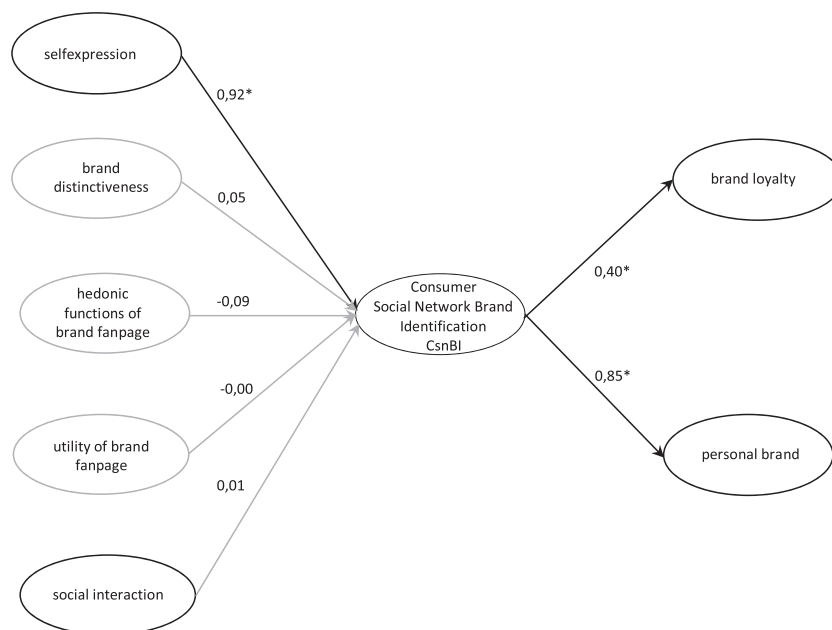 selfexpression
0,92*
brand
distinctiveness
0,05
hedonic
functions of
brand fanpage
-0,09
utility of brand
fanpage
-0,00
social interaction
0,01
Consumer
Social Network Brand
Identification
CsnBI
brand loyalty
0,40*
0,85*
personal brand